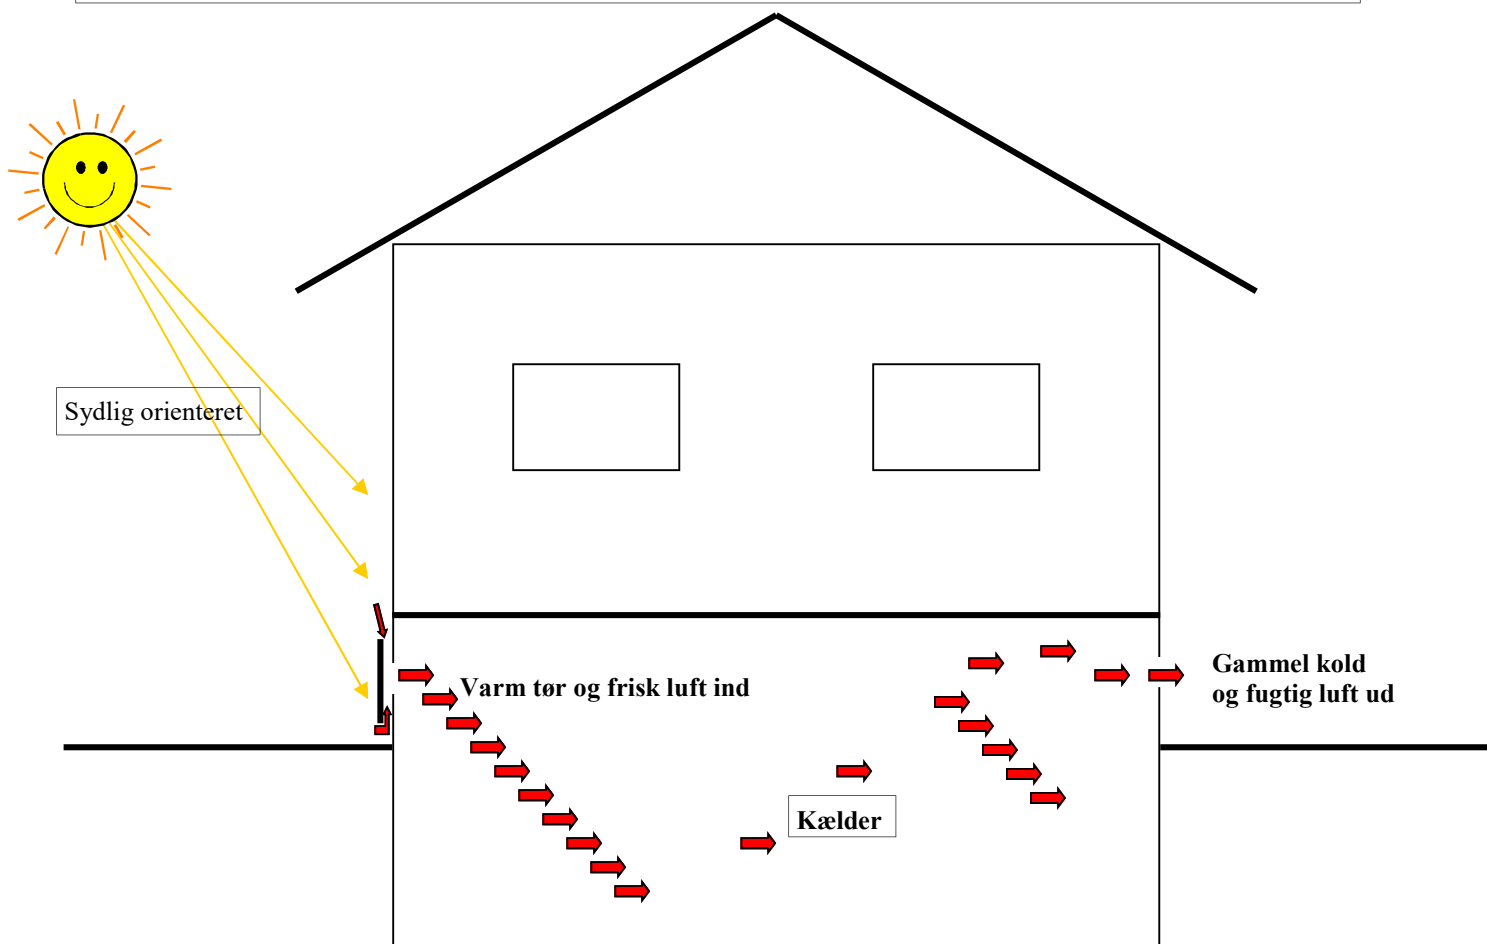 Sydlig orienteret
Varm tør og frisk luft ind
Gammel kold
og fugtig luft ud
Kælder